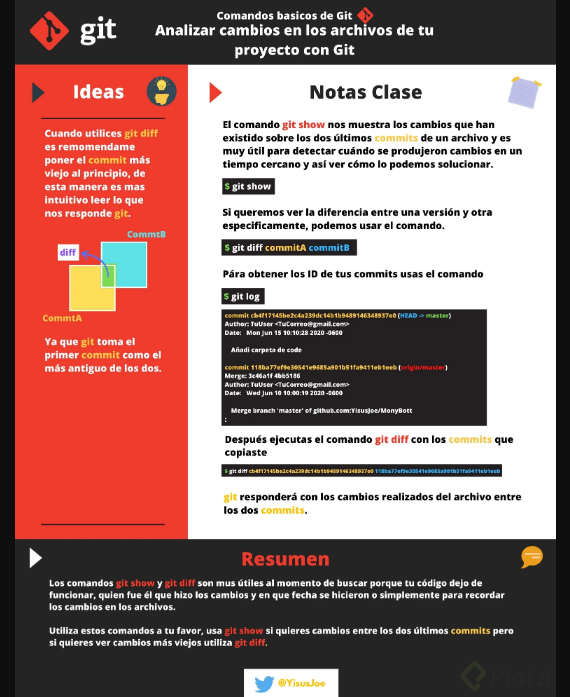 git
Comandos basicos de Git
Analizar cambios en los archivos de tu
proyecto con Git
Ideas
Cuando utilices git diff
es remomendame
poner el commit más
viejo al principio, de
esta manera es mas
intuitivo leer lo que
nos responde git.
CommtB
diff
CommtA
Ya que git toma el
primer commit como el
más antiguo de los dos.
Notas Clase
El comando git show nos muestra los cambios que han
existido sobre los dos últimos commits de un archivo y es
muy útil para detectar cuándo se produjeron cambios en un
tiempo cercano y así ver cómo lo podemos solucionar.
$ git show
Si queremos ver la diferencia entre una versión y otra
especificamente, podemos usar el comando.
$ git diff commitA commitB
Pára obtener los ID de tus commits usas el comando
$ git log
commit cb4f17145be2c4a239dc14b1b9489146348937e0 (HEAD -> master)
Author: TuUser <TuCorreo@gmail.com>
Date: Mon Jun 15 10:10:28 2020 -0600
Añadi carpeta de code
commit 118ba77ef9e30541e9685a901b51fa9411eb1eeb (origin/master)
Merge: 3c46a1f 4bb5186
Author: TuUser <TuCorreo@gmail.com>
Date: Wed Jun 10 10:00:19 2020 -0600
Merge branch 'master' of github.com:YisusJoe/MonyBott
:
Después ejecutas el comando git diff con los commits que
copiaste
$ git diff cb4f17145be2c4a239dc14b1b9489146348937e0 118ba77ef9e30541e9685a901b51fa9411eb1eeb
git responderá con los cambios realizados del archivo entre
los dos commits.
Resumen
Los comandos git show y git diff son mus útiles al momento de buscar porque tu código dejo de
funcionar, quien fue él que hizo los cambios y en que fecha se hicieron o simplemente para recordar
los cambios en los archivos.
Utiliza estos comandos a tu favor, usa git show si quieres cambios entre los dos últimos commits pero
si quieres ver cambios más viejos utiliza git diff.
@YisusJoe
Platzi